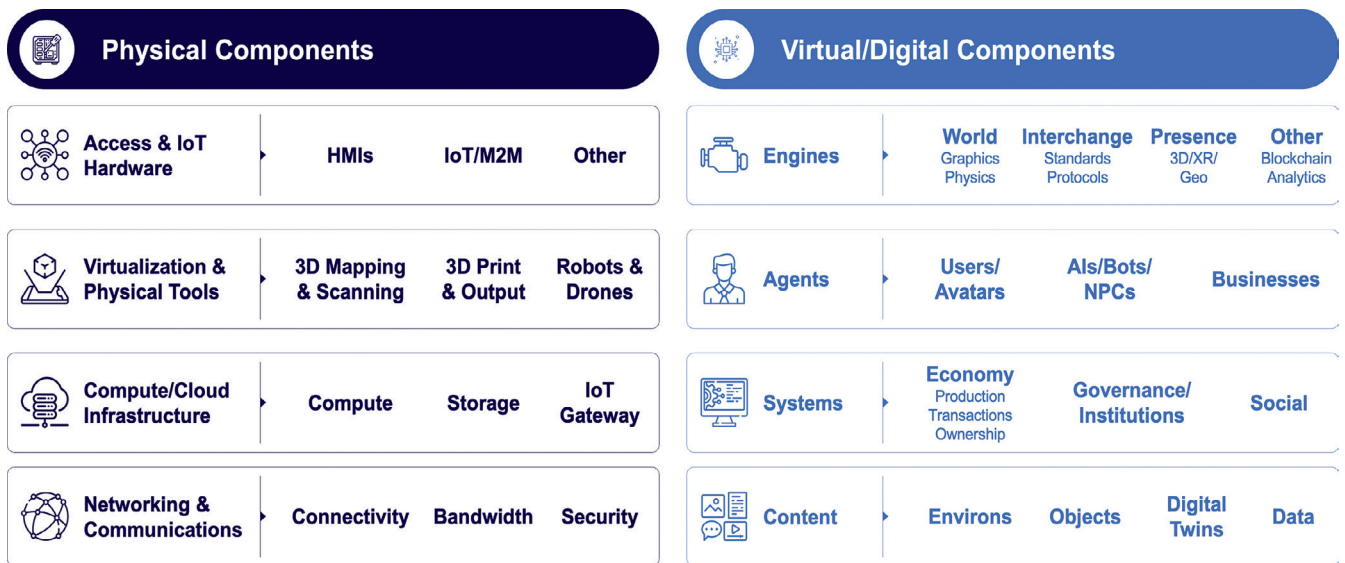 Physical Components
Access & IoT
Hardware
HMIs
IoT/M2M
Other
Virtualization &
Physical Tools
3D Mapping
& Scanning
3D Print
& Output
Robots &
Drones
Compute/Cloud
Infrastructure
Compute
Storage
IoT
Gateway
Networking &
Communications
Connectivity
Bandwidth
Security
Virtual/Digital Components
Engines
World
Graphics
Physics
Interchange
Standards
Protocols
Presence
3D/XR/
Geo
Other
Blockchain
Analytics
Agents
Users/
Avatars
AIs/Bots/
NPCs
Businesses
Systems
Economy
Production
Transactions
Ownership
Governance/
Institutions
Social
Content
Environs
Objects
Digital
Twins
Data